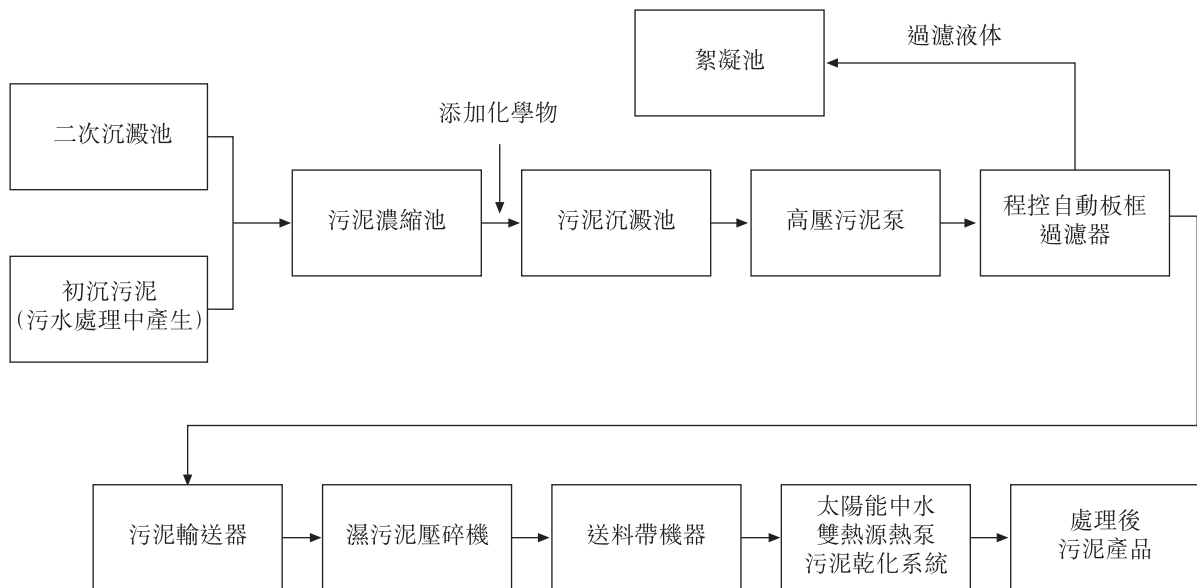 絮凝池
過濾液体
二次沉澱池
添加化學物
污泥濃縮池
污泥沉澱池
高壓污泥泵
程控自動板框
過濾器
初沉污泥
(污水處理中產生)
污泥輸送器
濕污泥壓碎機
送料帶機器
太陽能中水
雙熱源熱泵
污泥乾化系統
處理後
污泥產品